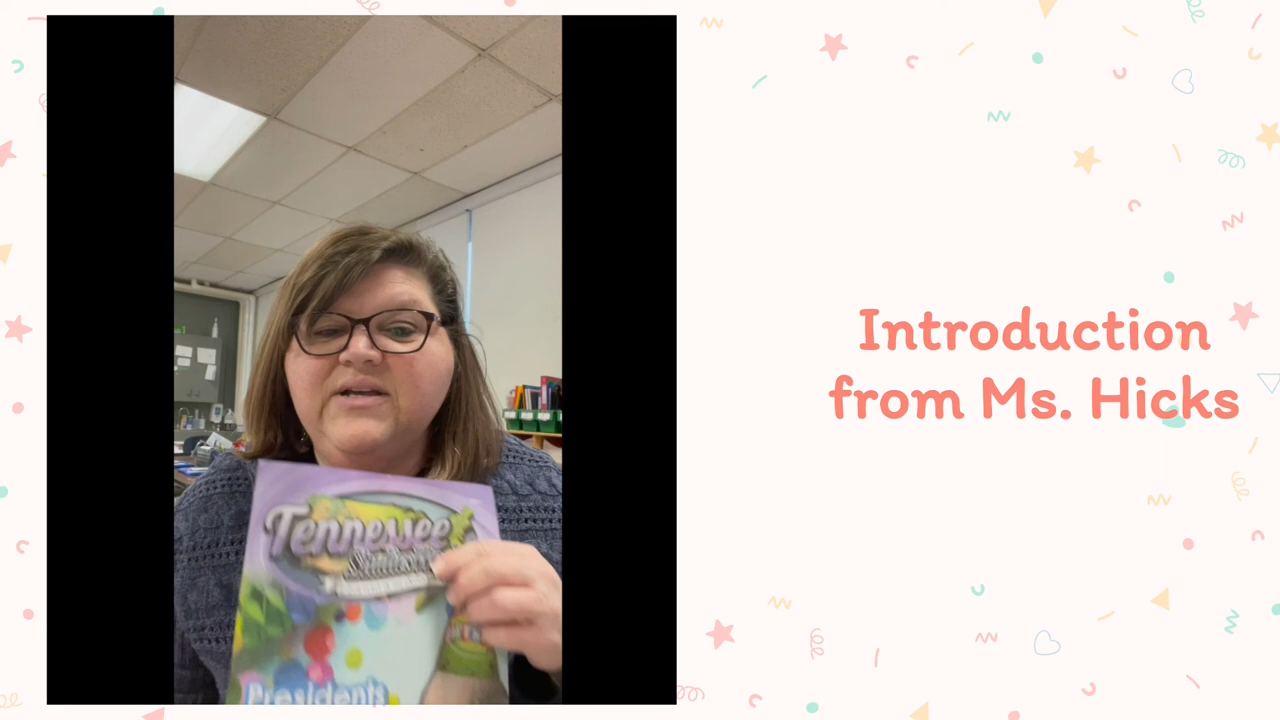 Tennessee
Presidents
Introduction
from Ms. Hicks